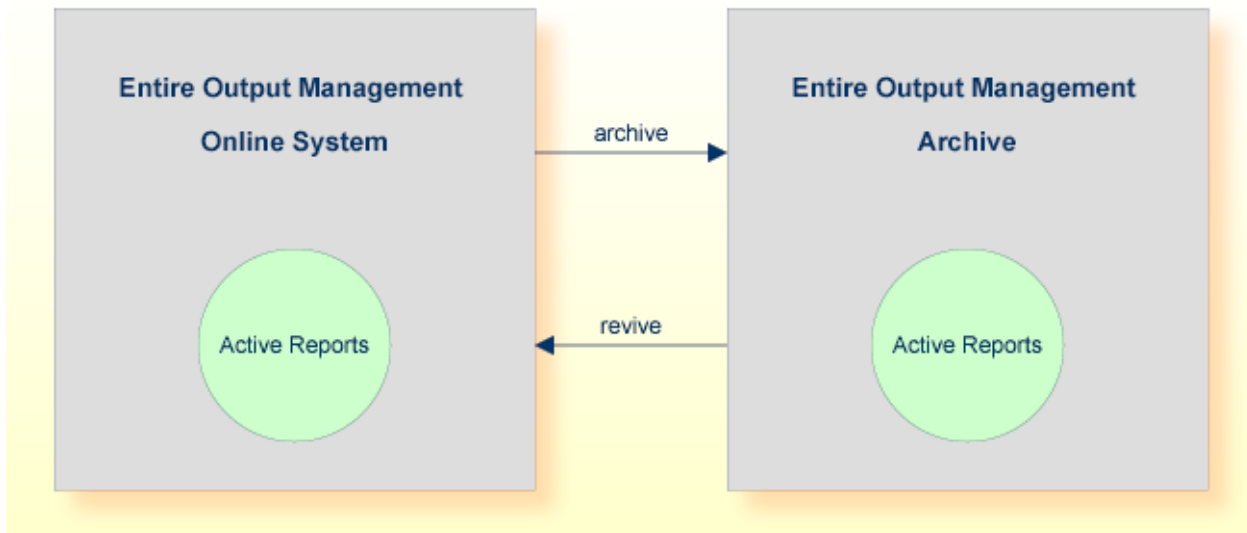 Entire Output Management
Online System
Active Reports
archive
revive
Entire Output Management
Archive
Active Reports